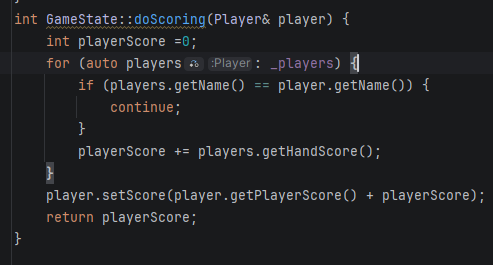 int GameState::doScoring(Player& player) {
    int playerScore =0;
    for (auto players :Player : _players) {
        if (players.getName() == player.getName()) {
            continue;
        }
        playerScore += players.getHandScore();
    }
    player.setScore(player.getPlayerScore() + playerScore);
    return playerScore;
}